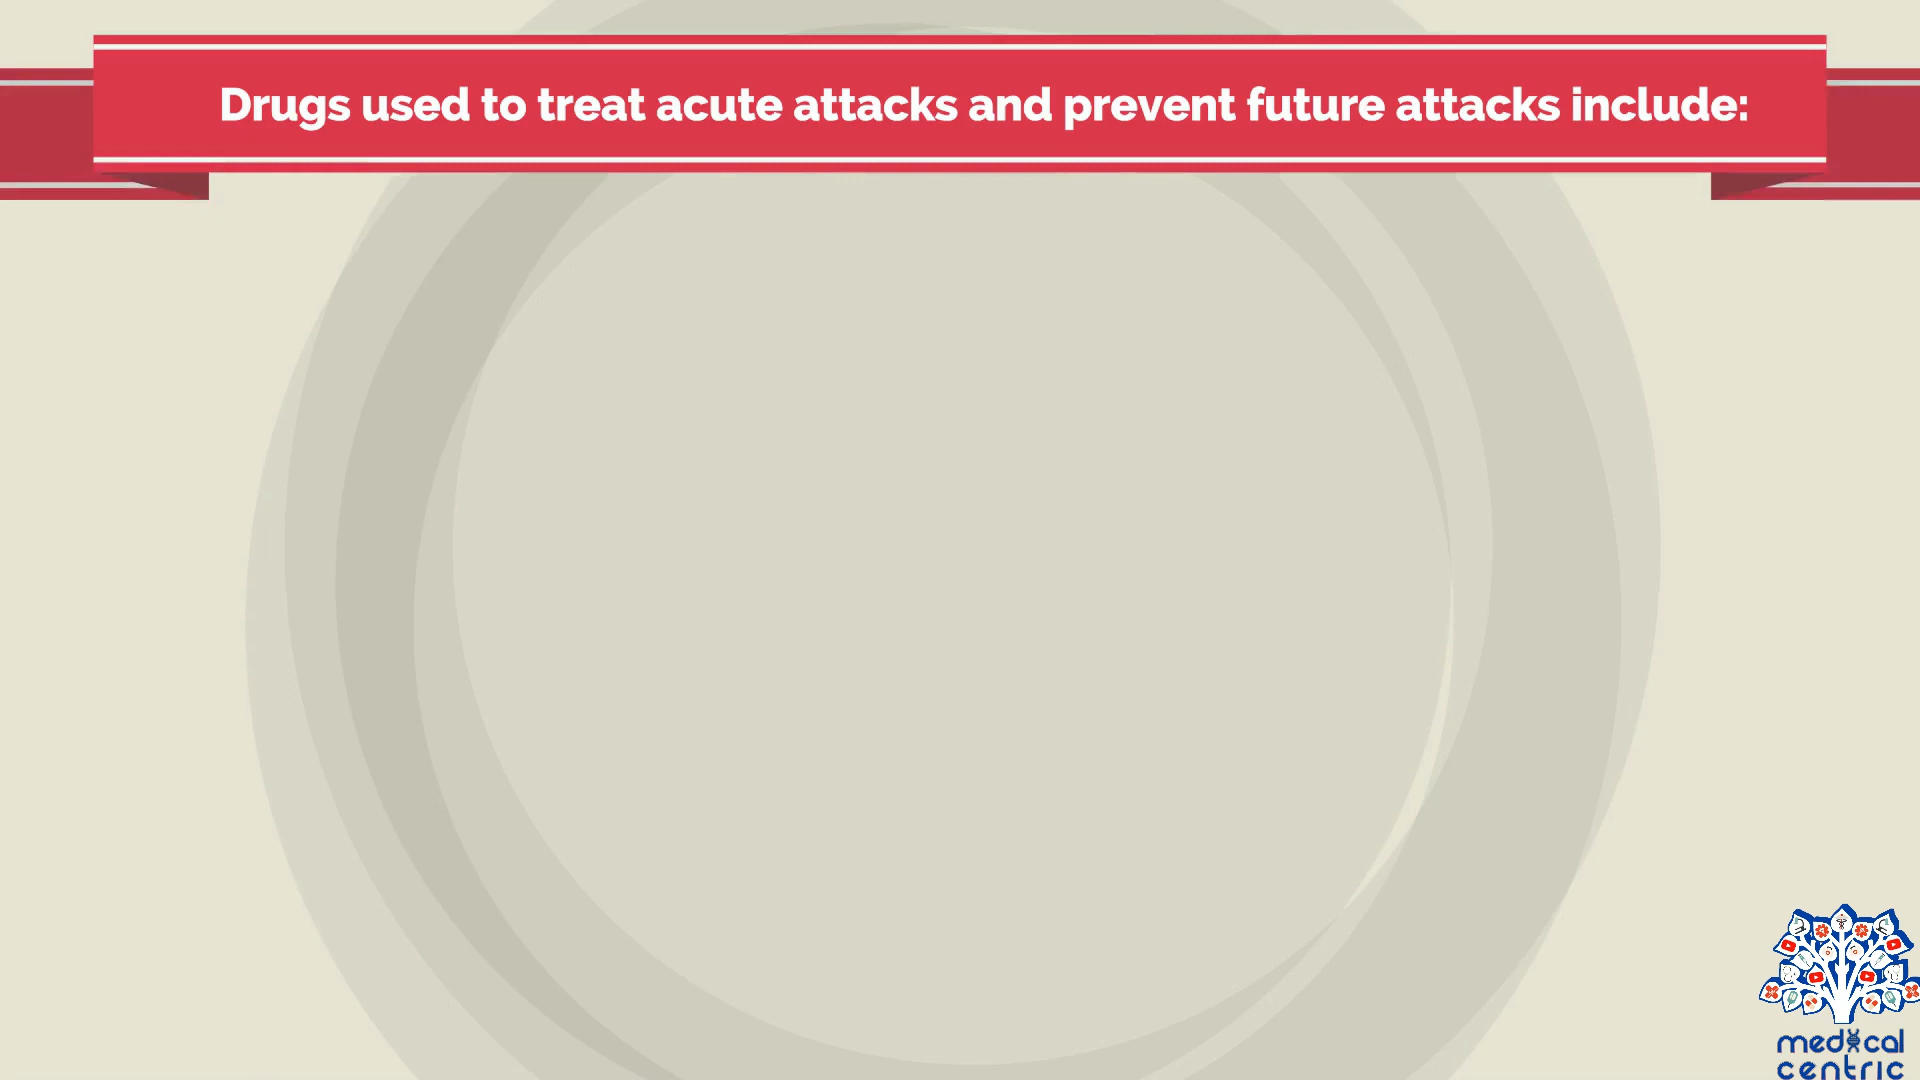 Drugs used to treat acute attacks and prevent future attacks include:
medical
centric